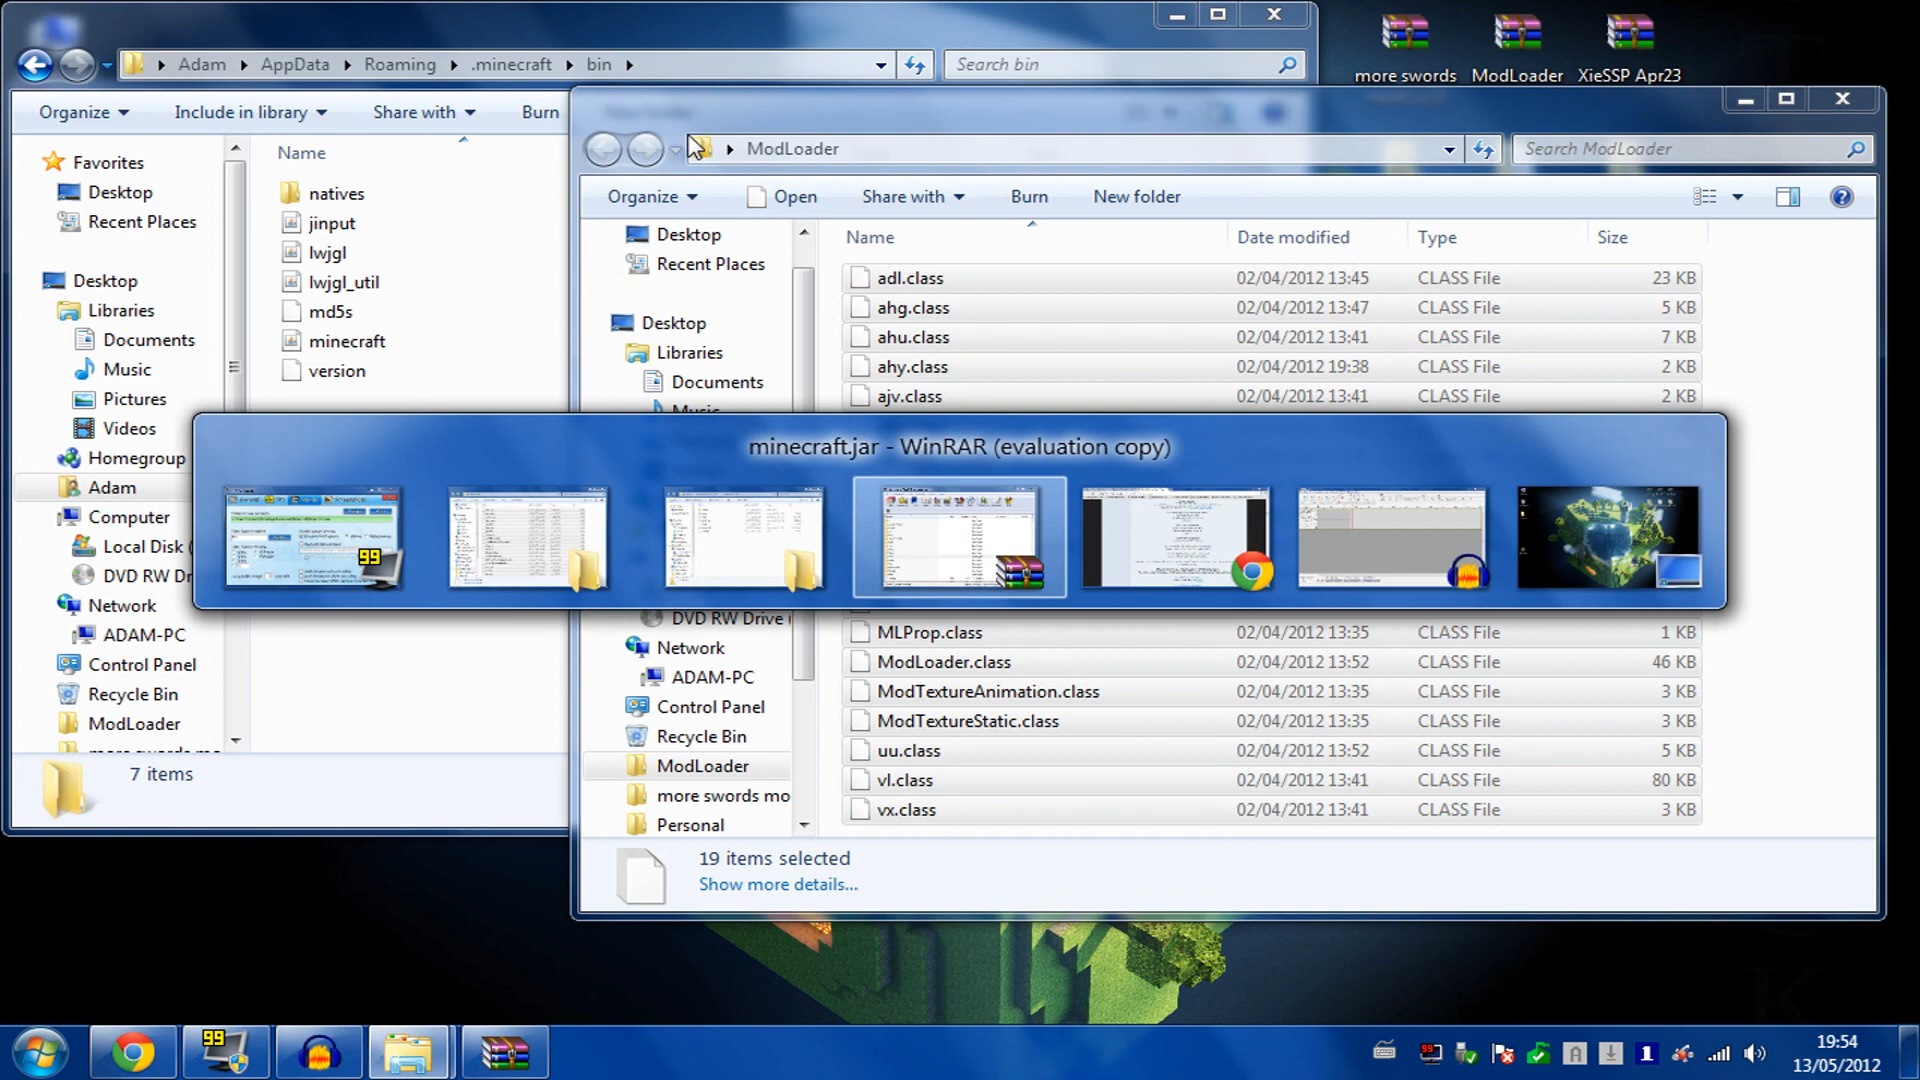 Adam AppData Roaming .minecraft bin
Search bin
more swords
ModLoader
XieSSP Apr23
Organize
Include in library
Share with
Burn
Favorites
Desktop
Recent Places
Desktop
Libraries
Documents
Music
Pictures
Videos
Homegroup
Adam
Computer
Local Disk (
DVD RW Dr
Network
ADAM-PC
Control Panel
Recycle Bin
ModLoader
Name
natives
jinput
lwjgl
lwjgl_util
md5s
minecraft
version
7 items
ModLoader
Search ModLoader
Organize
Open
Share with
Burn
New folder
Desktop
Recent Places
Desktop
Libraries
Documents
Music
DVD RW Drive (
Network
ADAM-PC
Control Panel
Recycle Bin
ModLoader
more swords mo
Personal
Name Date modified Type Size
adl.class 02/04/2012 13:45 CLASS File 23 KB
ahg.class 02/04/2012 13:47 CLASS File 5 KB
ahu.class 02/04/2012 13:41 CLASS File 7 KB
ahy.class 02/04/2012 19:38 CLASS File 2 KB
ajv.class 02/04/2012 13:41 CLASS File 2 KB
minecraft.jar - WinRAR (evaluation copy)
99
MLProp.class 02/04/2012 13:35 CLASS File 1 KB
ModLoader.class 02/04/2012 13:52 CLASS File 46 KB
ModTextureAnimation.class 02/04/2012 13:35 CLASS File 3 KB
ModTextureStatic.class 02/04/2012 13:35 CLASS File 3 KB
uu.class 02/04/2012 13:52 CLASS File 5 KB
vl.class 02/04/2012 13:41 CLASS File 80 KB
vx.class 02/04/2012 13:41 CLASS File 3 KB
19 items selected
Show more details...
99
A
1
19:54
13/05/2012